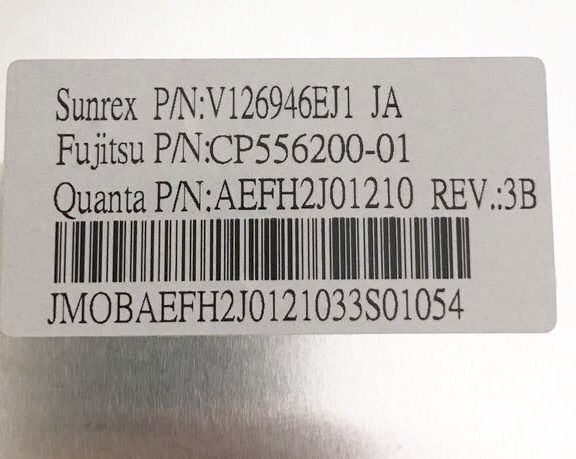 Sunrex P/N:V126946EJ1 JA
Fujitsu P/N:CP556200-01
Quanta P/N:AEFH2J01210 REV.:3B
JMOBAEFH2J0121033S01054